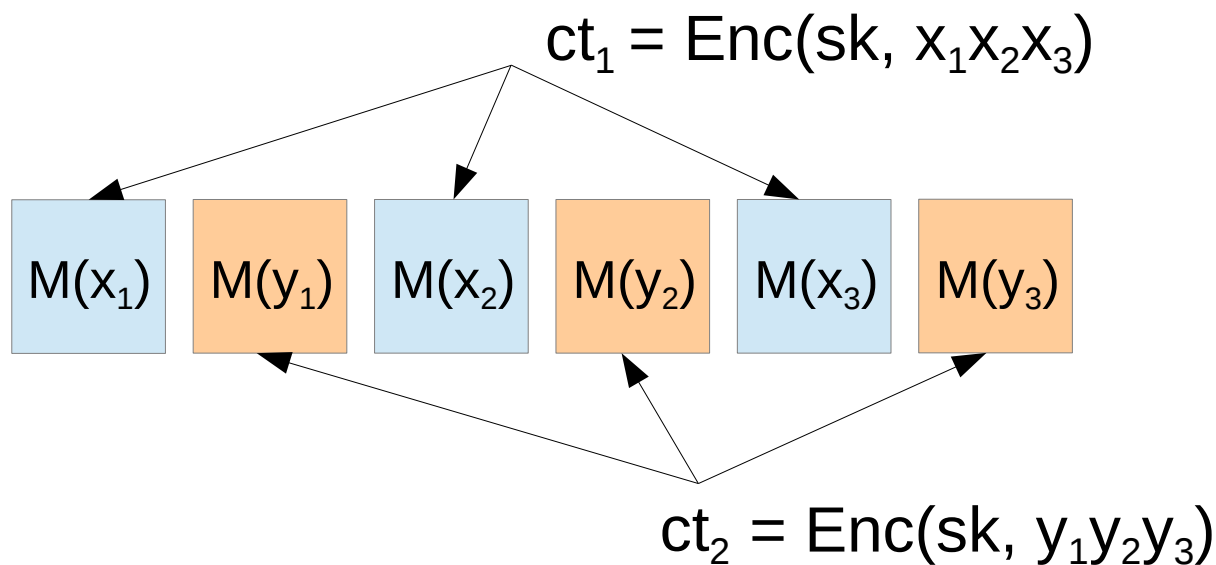 ct₁ = Enc(sk, x₁x₂x₃)
M(x₁) M(y₁) M(x₂) M(y₂) M(x₃) M(y₃)
ct₂ = Enc(sk, y₁y₂y₃)